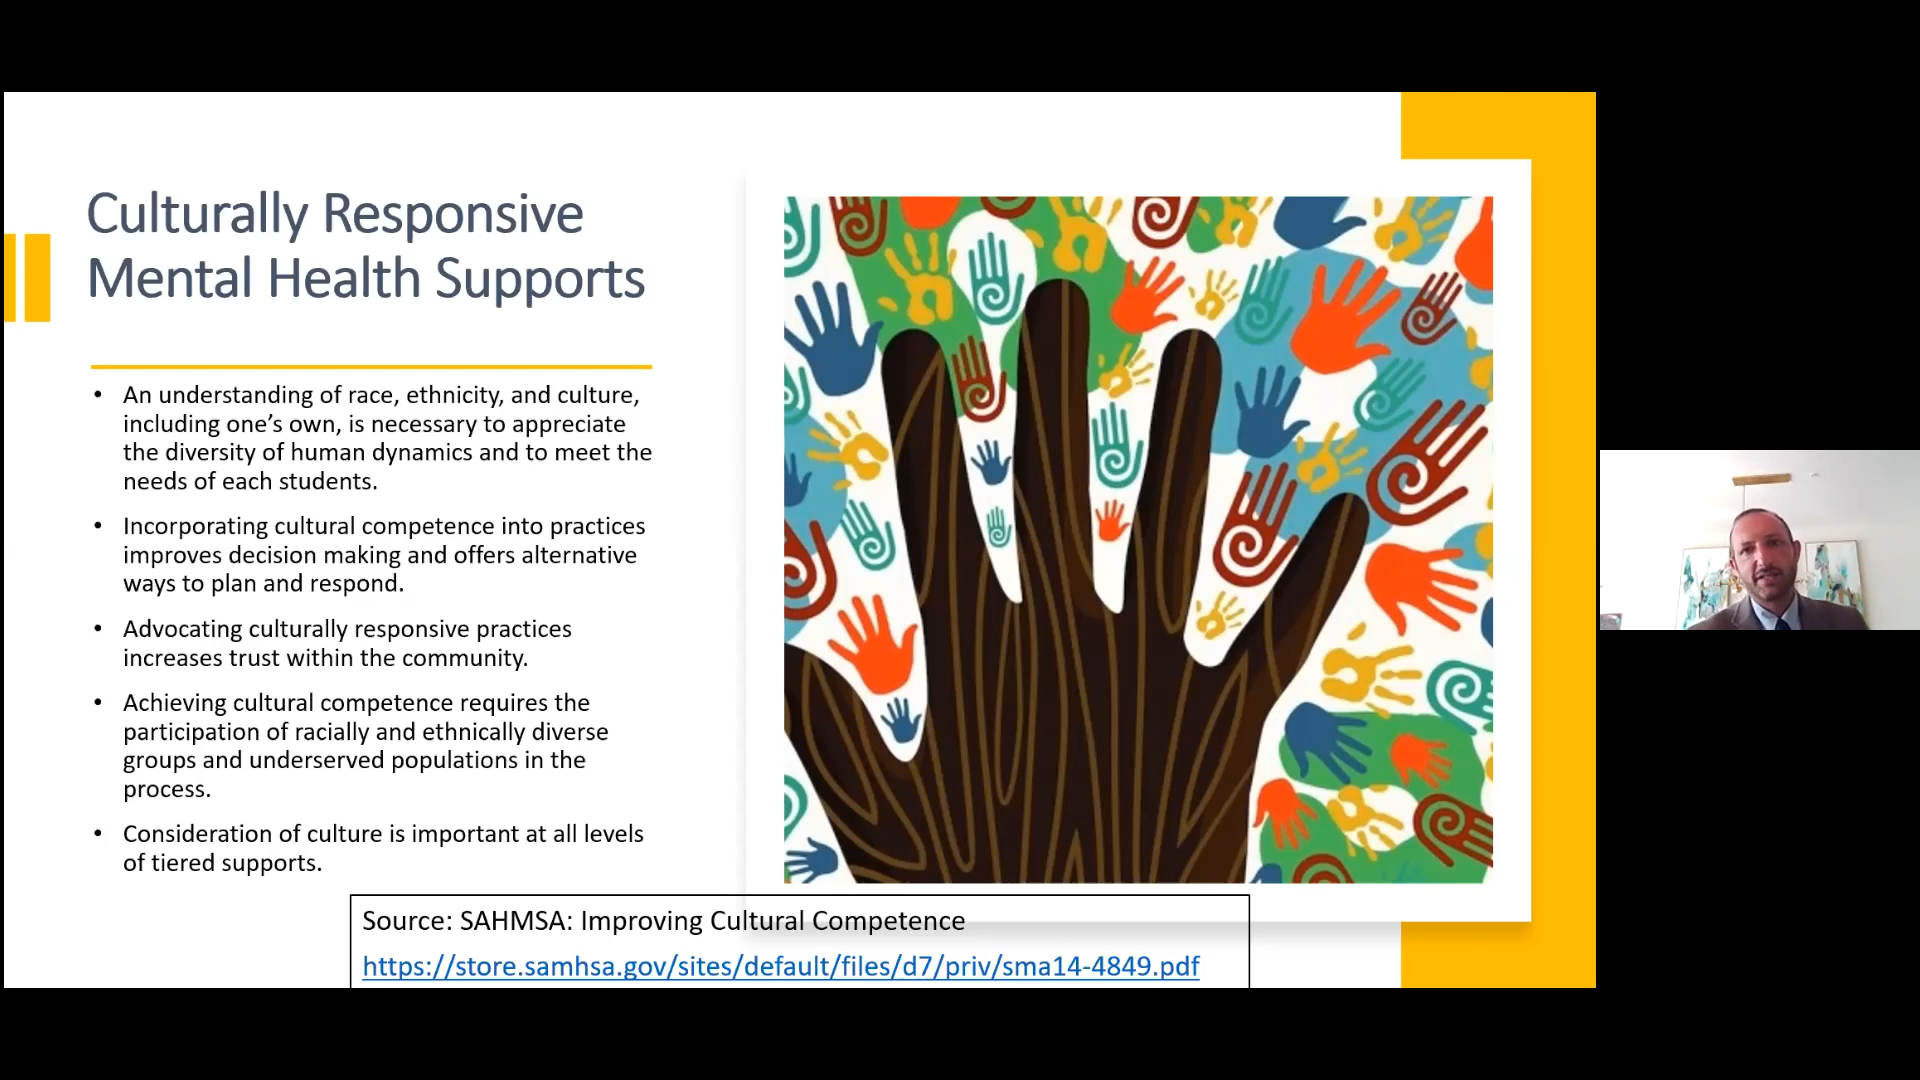 Culturally Responsive
Mental Health Supports
• An understanding of race, ethnicity, and culture,
including one’s own, is necessary to appreciate
the diversity of human dynamics and to meet the
needs of each students.
• Incorporating cultural competence into practices
improves decision making and offers alternative
ways to plan and respond.
• Advocating culturally responsive practices
increases trust within the community.
• Achieving cultural competence requires the
participation of racially and ethnically diverse
groups and underserved populations in the
process.
• Consideration of culture is important at all levels
of tiered supports.
Source: SAHMSA: Improving Cultural Competence
https://store.samhsa.gov/sites/default/files/d7/priv/sma14-4849.pdf